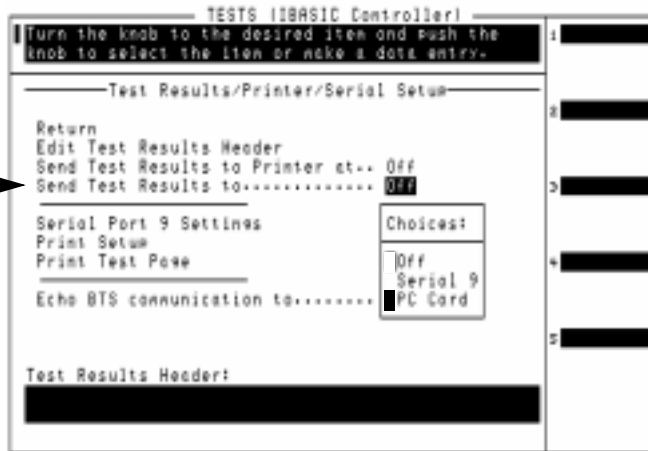 TESTS (IBASIC Controller)
Turn the knob to the desired item and push the
knob to select the item or make a data entry.
1
Test Results/Printer/Serial Setup
2
Return
Edit Test Results Header
Send Test Results to Printer at.. Off
Send Test Results to............. Off
3
Serial Port 9 Settings
Print Setup
Print Test Page
Choices:
Off
Serial 9
PC Card
4
Echo BTS communication to........
5
Test Results Header: